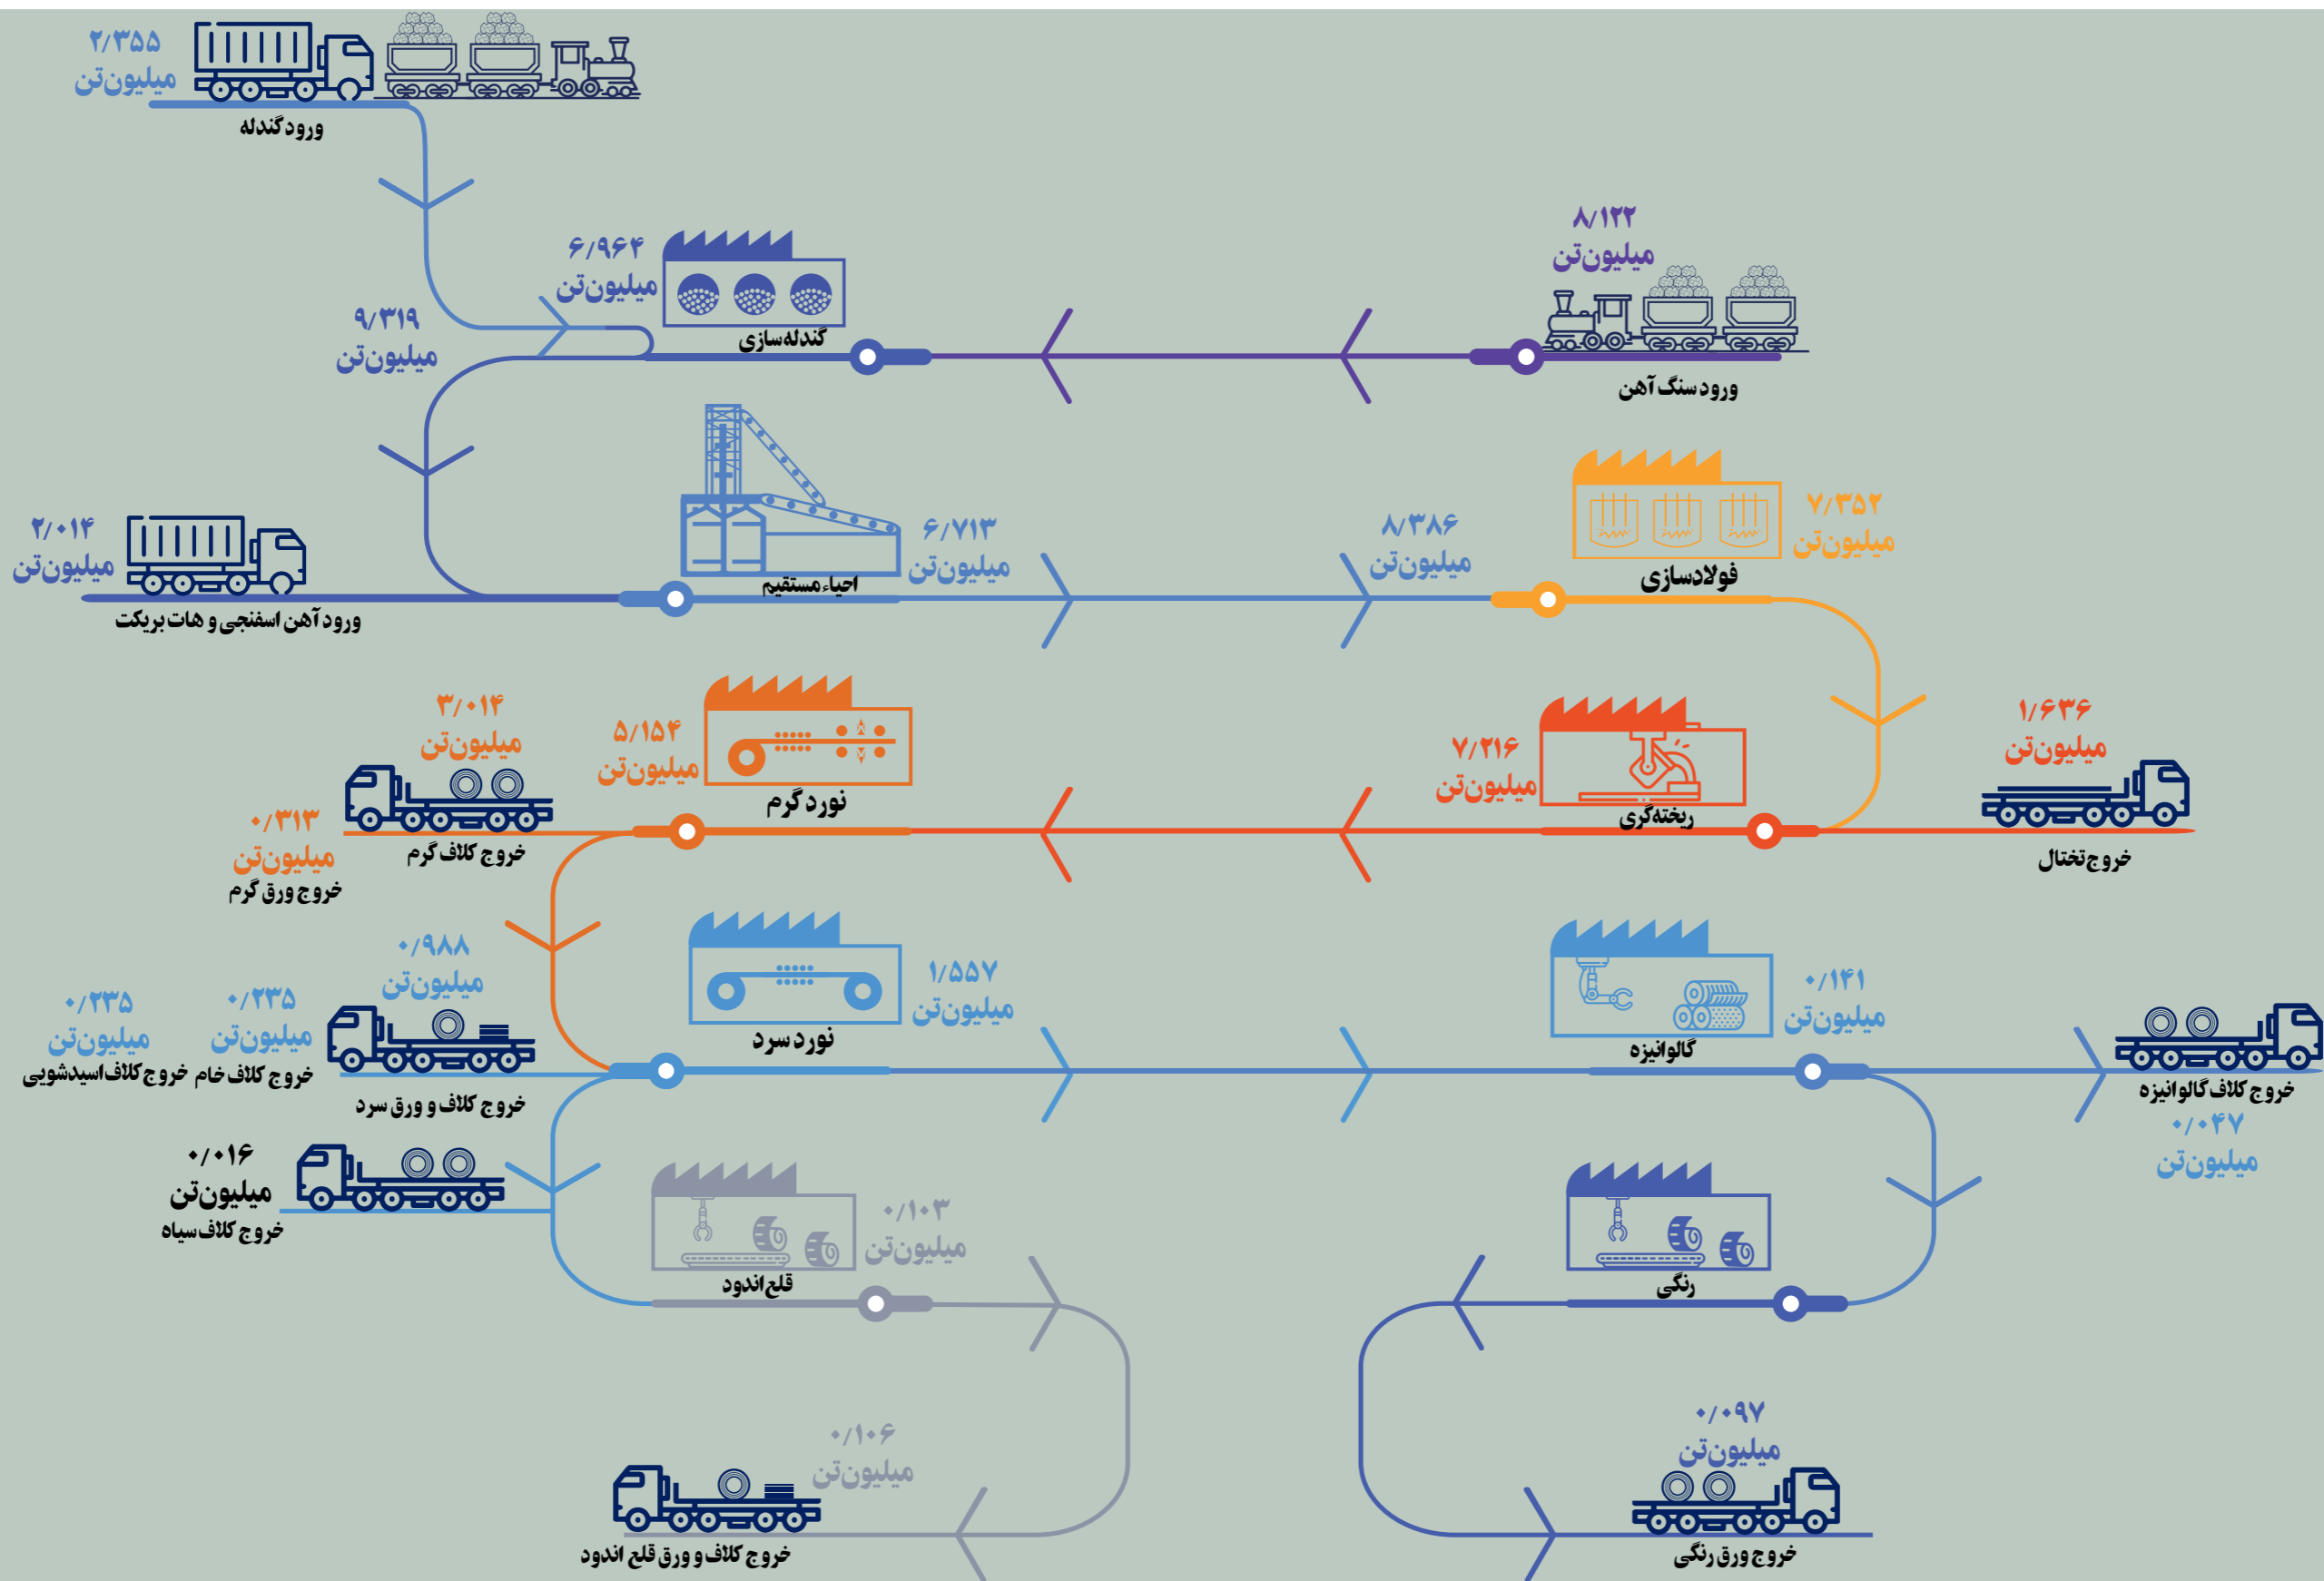 ۲/۳۵۵
میلیون‌تن
ورود گندله
۸/۱۲۲
میلیون‌تن
ورود سنگ آهن
۶/۹۶۴
میلیون‌تن
گندله‌سازی
۹/۳۱۹
میلیون‌تن
۲/۰۱۴
میلیون‌تن
ورود آهن اسفنجی و هات بریکت
۶/۷۱۳
میلیون‌تن
احیاء مستقیم
۸/۳۸۶
میلیون‌تن
۷/۳۵۲
میلیون‌تن
فولادسازی
۱/۶۳۶
میلیون‌تن
خروج تختال
۷/۲۱۶
میلیون‌تن
ریخته‌گری
۵/۱۵۴
میلیون‌تن
نورد گرم
۳/۰۱۴
میلیون‌تن
خروج کلاف گرم
۰/۳۱۳
میلیون‌تن
خروج ورق گرم
۰/۹۸۸
میلیون‌تن
خروج کلاف و ورق سرد
۰/۲۳۵
میلیون‌تن
خروج کلاف خام
۰/۲۳۵
میلیون‌تن
خروج کلاف اسیدشویی
۱/۵۵۷
میلیون‌تن
نورد سرد
۰/۱۴۱
میلیون‌تن
گالوانیزه
خروج کلاف گالوانیزه
۰/۰۴۷
میلیون‌تن
۰/۰۱۶
میلیون‌تن
خروج کلاف سیاه
۰/۱۰۳
میلیون‌تن
قلع اندود
رنگی
۰/۱۰۶
میلیون‌تن
خروج کلاف و ورق قلع اندود
۰/۰۹۷
میلیون‌تن
خروج ورق رنگی